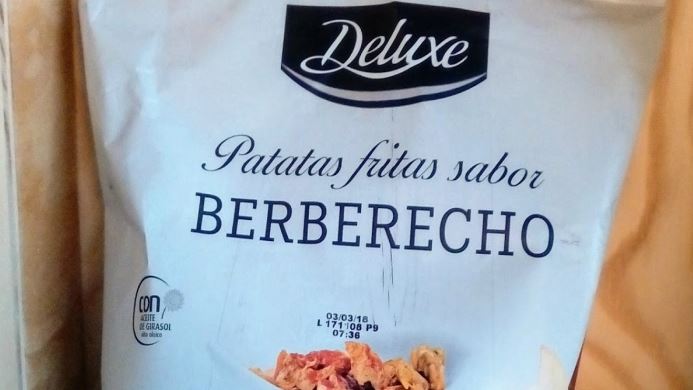 Deluxe
Patatas fritas sabor
BERBERECHO
CON
ACEITE
DE GIRASOL
alto oleico
03/03/18
L 171108 P9
07:36